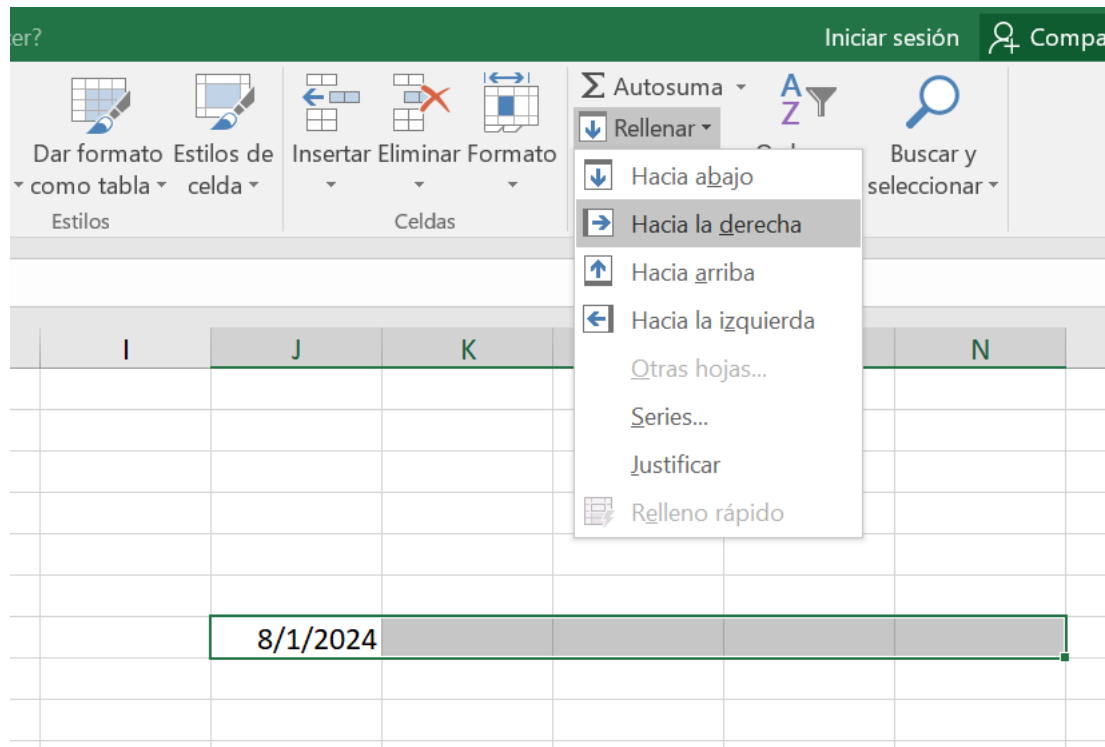 er?
Iniciar sesión
Compa
Autosuma
Rellenar
Dar formato
como tabla
Estilos de
celda
Insertar
Eliminar
Formato
Buscar y
seleccionar
Estilos
Celdas
Hacia abajo
Hacia la derecha
Hacia arriba
Hacia la izquierda
Otras hojas...
Series...
Justificar
Relleno rápido
I J K N
8/1/2024